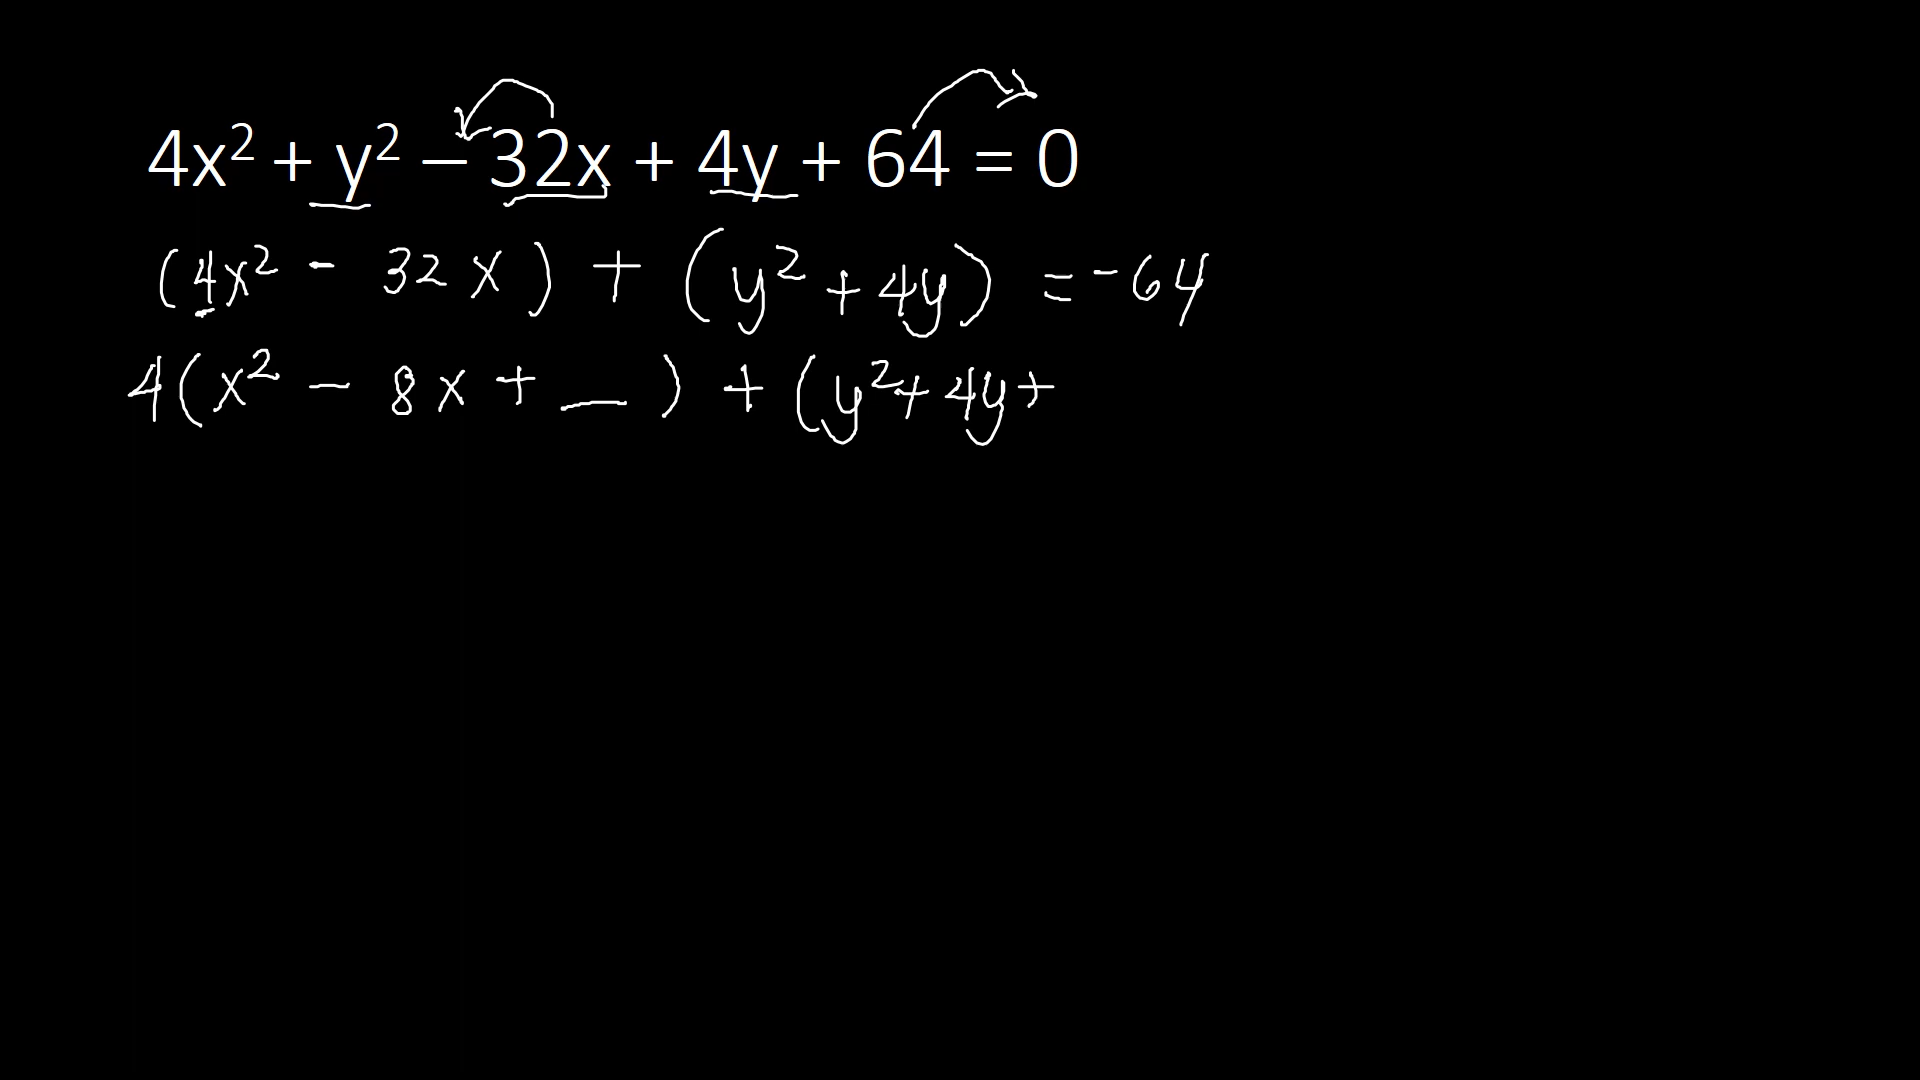 4x² + y² – 32x + 4y + 64 = 0
(4x² - 32x) + (y² + 4y) = -64
4(x² - 8x + __) + (y² + 4y +